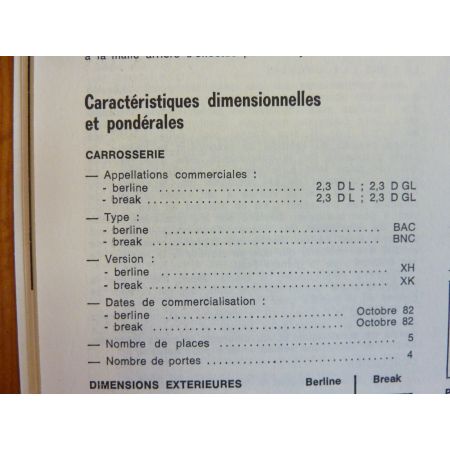 Caractéristiques dimensionnelles
et pondérales
CARROSSERIE
— Appellations commerciales :
- berline .............................. 2,3 D L ; 2,3 D GL
- break .............................. 2,3 D L ; 2,3 D GL
— Type :
- berline .............................. BAC
- break .............................. BNC
— Version :
- berline .............................. XH
- break .............................. XK
— Dates de commercialisation :
- berline .............................. Octobre 82
- break .............................. Octobre 82
— Nombre de places .............................. 5
— Nombre de portes .............................. 4
DIMENSIONS EXTERIEURES Berline Break